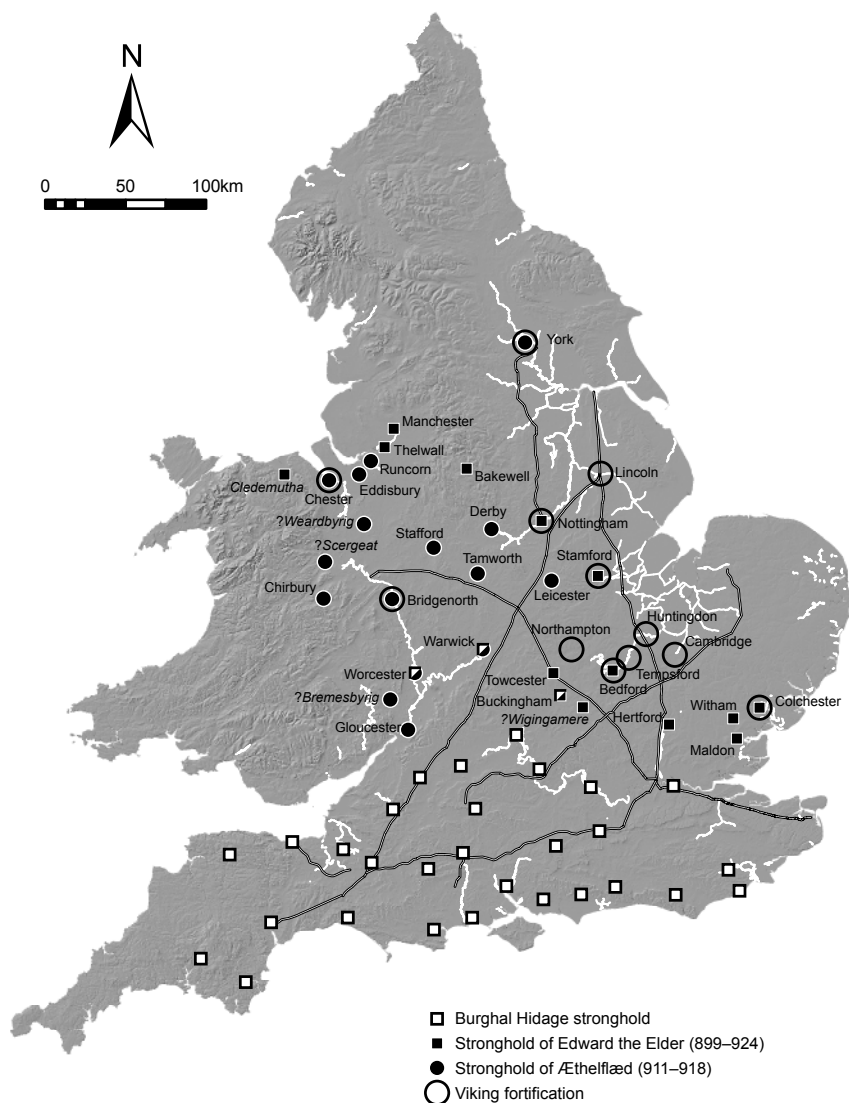 N
0 50 100km
York
Manchester
Thelwall
Runcorn
Bakewell
Lincoln
Cledemutha
Chester
Eddisbury
?Weardbyrig
Derby
Nottingham
Stafford
?Scergeat
Stamford
Tamworth
Leicester
Chirbury
Bridgenorth
Huntingdon
Northampton
Cambridge
Warwick
Worcester
Towcester
Tempsford
Bedford
?Bremesbyrig
Buckingham
Witham
Colchester
?Wigingamere
Hertford
Gloucester
Maldon
Burghal Hidage stronghold
Stronghold of Edward the Elder (899–924)
Stronghold of Æthelflæd (911–918)
Viking fortification